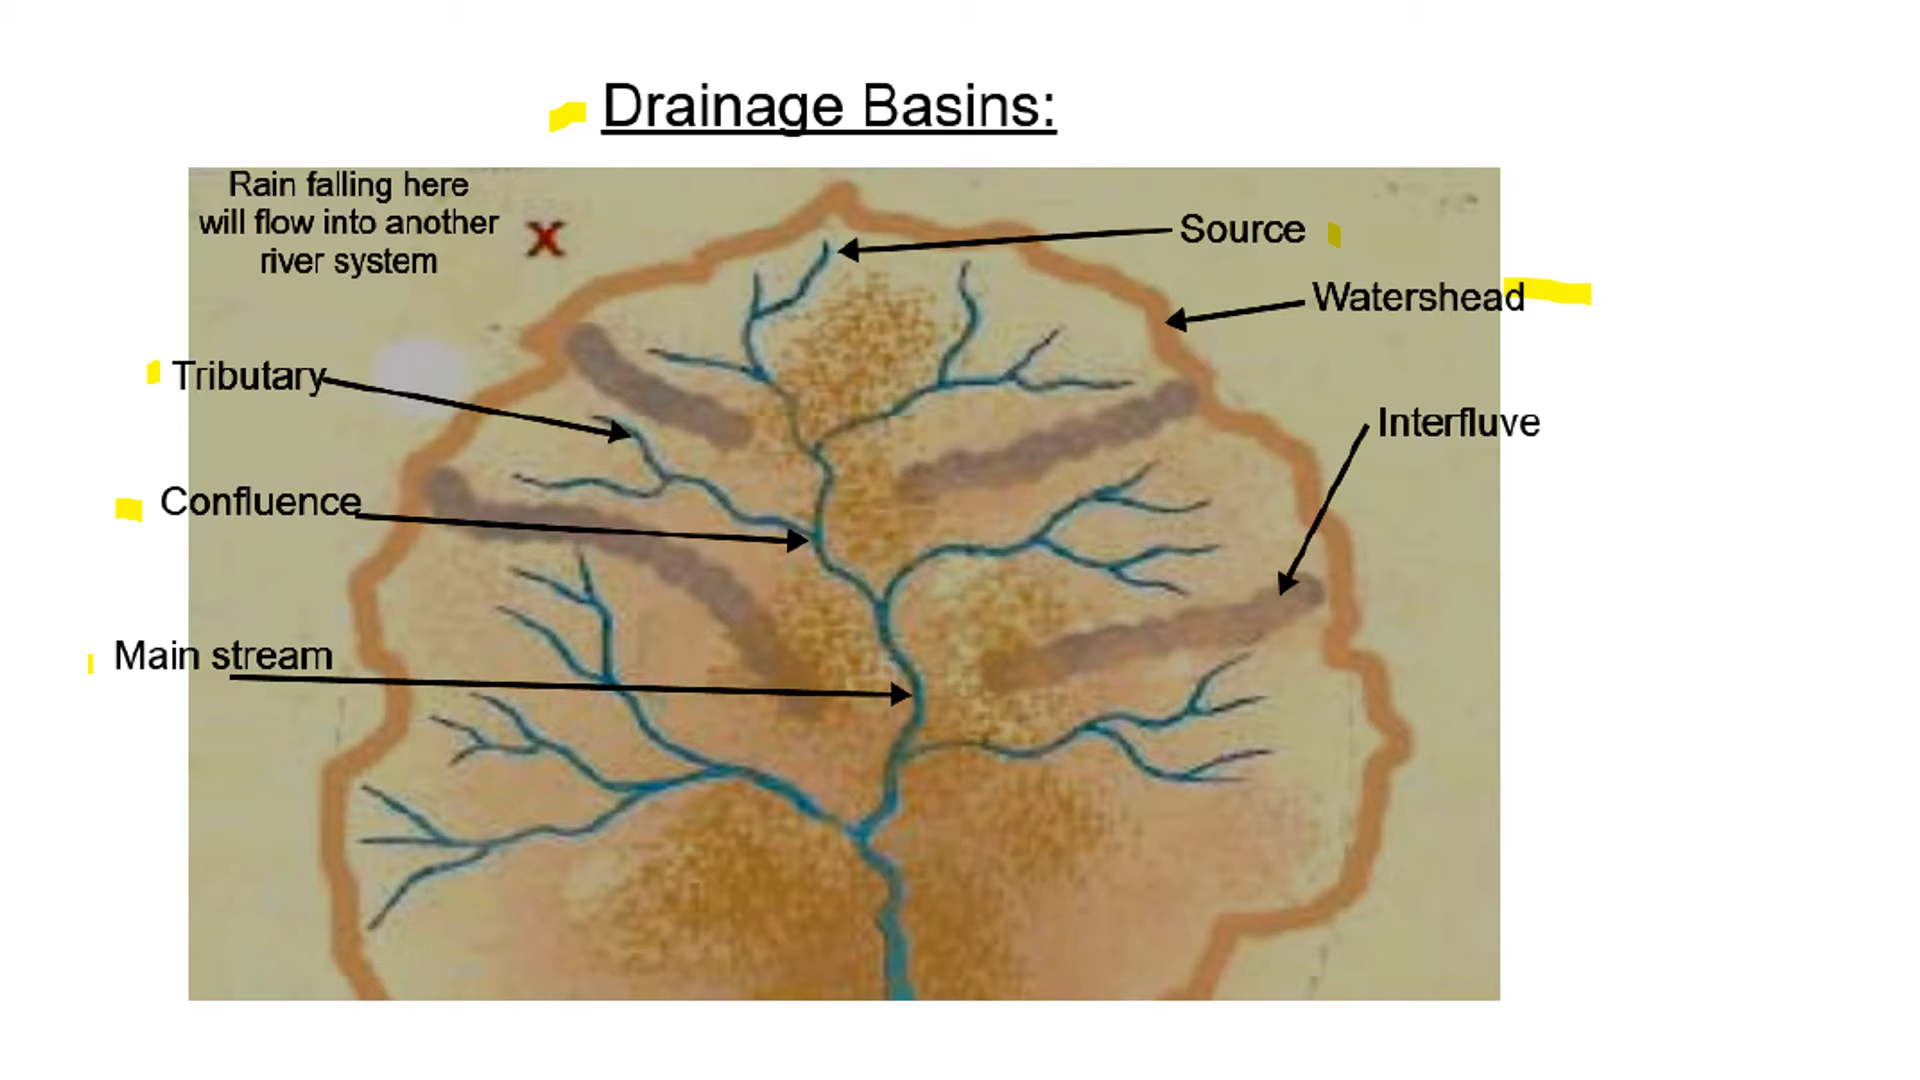 Drainage Basins:
Rain falling here
will flow into another
river system
X
Source
Watershead
Tributary
Interfluve
Confluence
Main stream